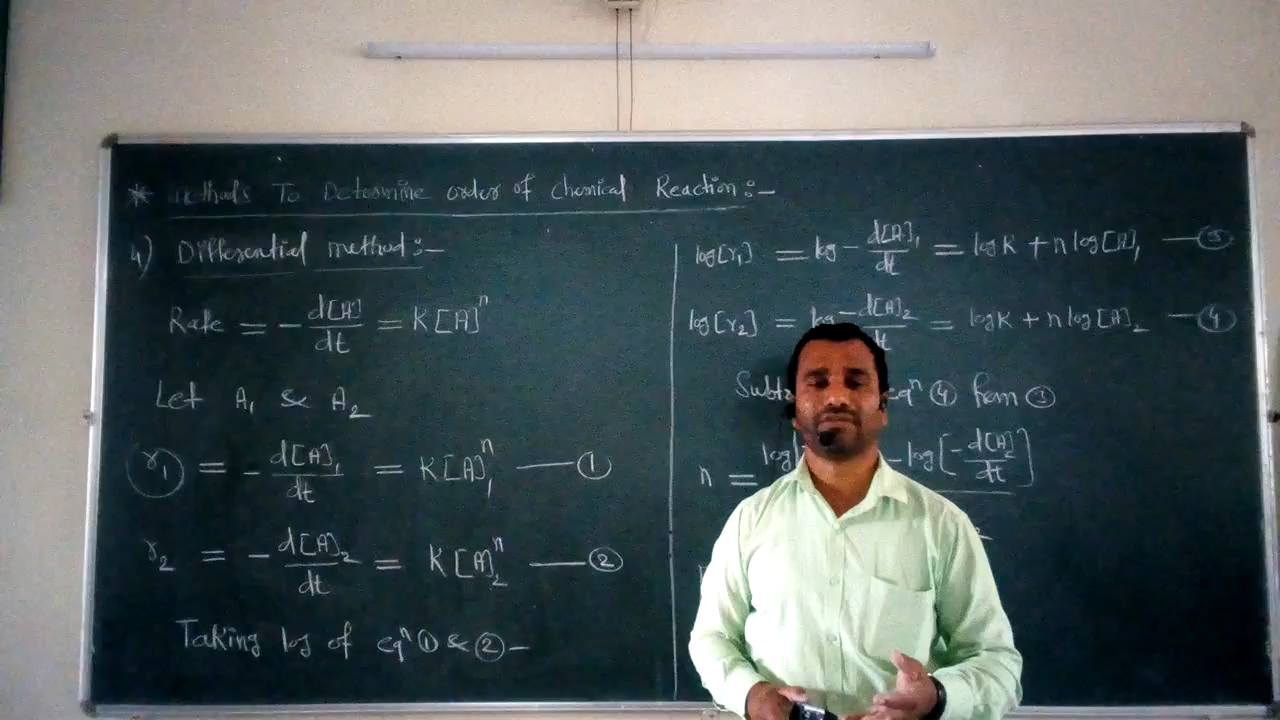 * Methods To Determine order of Chemical Reaction :-
4) Differential method :-
Rate = - d[A]/dt = K[A]^n
Let A₁ & A₂
r₁ = - d[A]₁/dt = K[A]₁^n — ①
r₂ = - d[A]₂/dt = K[A]₂^n — ②
Taking log of eqⁿ ① & ② -
log[r₁] = log - d[A]₁/dt = log K + n log[A]₁ — ③
log[r₂] = log - d[A]₂/dt = log K + n log[A]₂ — ④
eqⁿ ④ from ③
n = log - log[- d[A]₂/dt]